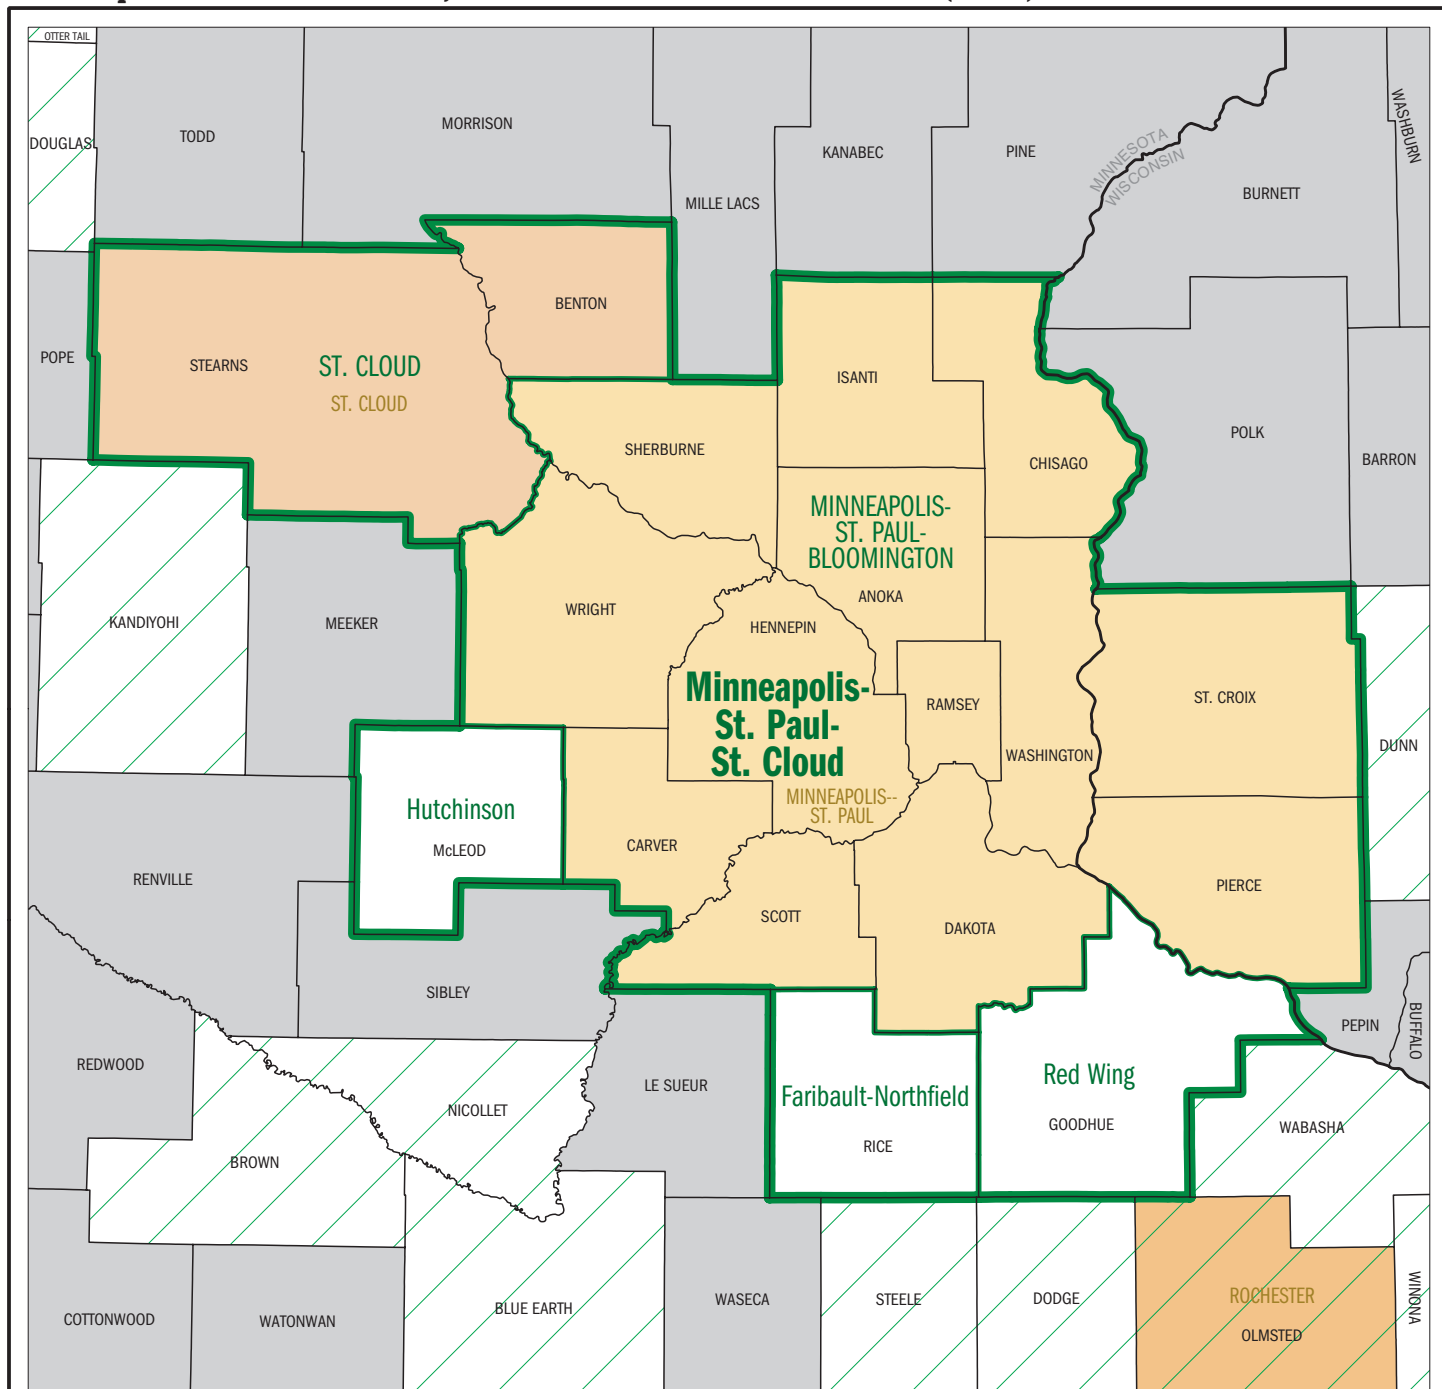 OTTER TAIL
DOUGLAS
TODD
MORRISON
MILLE LACS
KANABEC
PINE
MINNESOTA
WISCONSIN
WASHBURN
BURNETT
POPE
STEARNS
ST. CLOUD
ST. CLOUD
BENTON
ISANTI
SHERBURNE
CHISAGO
POLK
BARRON
MINNEAPOLIS-
ST. PAUL-
BLOOMINGTON
ANOKA
KANDIYOHI
MEEKER
WRIGHT
HENNEPIN
Minneapolis-
St. Paul-
St. Cloud
MINNEAPOLIS--
ST. PAUL
RAMSEY
WASHINGTON
ST. CROIX
DUNN
Hutchinson
McLEOD
CARVER
RENVILLE
SCOTT
DAKOTA
PIERCE
SIBLEY
PEPIN
BUFFALO
REDWOOD
LE SUEUR
NICOLLET
BROWN
Faribault-Northfield
RICE
Red Wing
GOODHUE
WABASHA
COTTONWOOD
WATONWAN
BLUE EARTH
WASECA
STEELE
DODGE
ROCHESTER
OLMSTED
WINONA